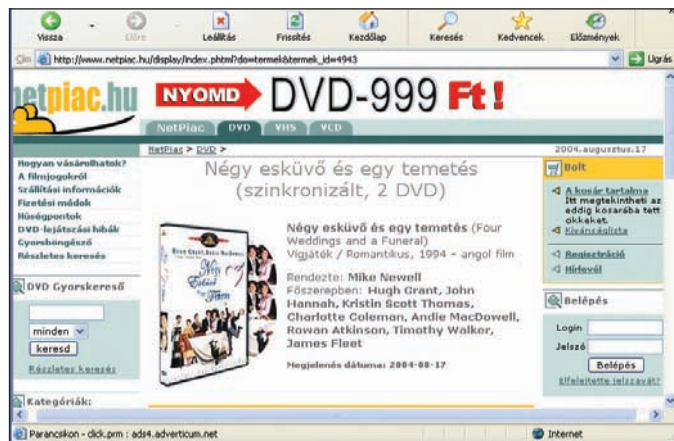 Vissza
Előre
Leállítás
Frissítés
Kezdőlap
Keresés
Kedvencek
Előzmények
Cím
http://www.netpiac.hu/display/index.phtml?do=termek&termek_id=4943
Ugrás
netpiac.hu
NYOMD DVD-999 Ft!
NetPiac DVD VHS VCD
NetPiac > DVD >
2004.augusztus.17
Hogyan vásárolhatok?
A filmjogokról
Szállítási információk
Fizetési módok
Hűségpontok
DVD-lejátszási hibák
Gyorsböngésző
Részletes keresés
DVD Gyorskereső
minden
keresd
Részletes keresés
Kategóriák:
Négy esküvő és egy temetés
(szinkronizált, 2 DVD)
Négy Esküvő
és Egy
Négy esküvő és egy temetés (Four
Weddings and a Funeral)
Vígjáték / Romantikus, 1994 - angol film
Rendezte: Mike Newell
Főszerepben: Hugh Grant, John
Hannah, Kristin Scott Thomas,
Charlotte Coleman, Andie MacDowell,
Rowan Atkinson, Timothy Walker,
James Fleet
Megjelenés dátuma: 2004-08-17
Bolt
A kosár tartalma
Itt megtekintheti az
eddig kosarába tett
cikkeket.
Kívánságlista
Regisztráció
Hírlevél
Belépés
Login
Jelszó
Belépés
Elfelejtette jelszavát?
Parancsikon - click.prm : ads4.adverticum.net
Internet